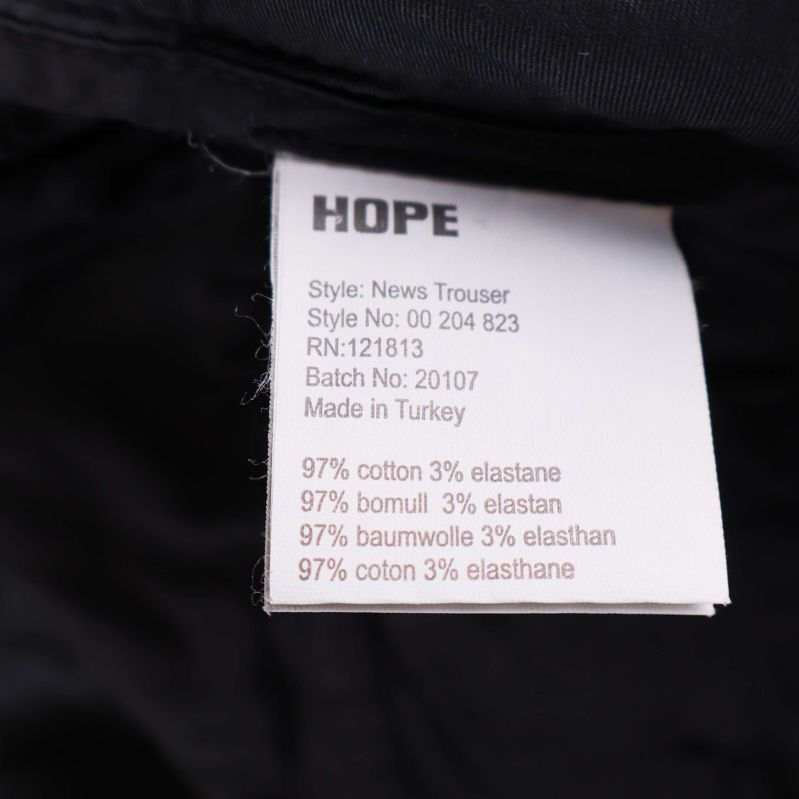 HOPE
Style: News Trouser
Style No: 00 204 823
RN:121813
Batch No: 20107
Made in Turkey
97% cotton 3% elastane
97% bomull 3% elastan
97% baumwolle 3% elasthan
97% coton 3% elasthane